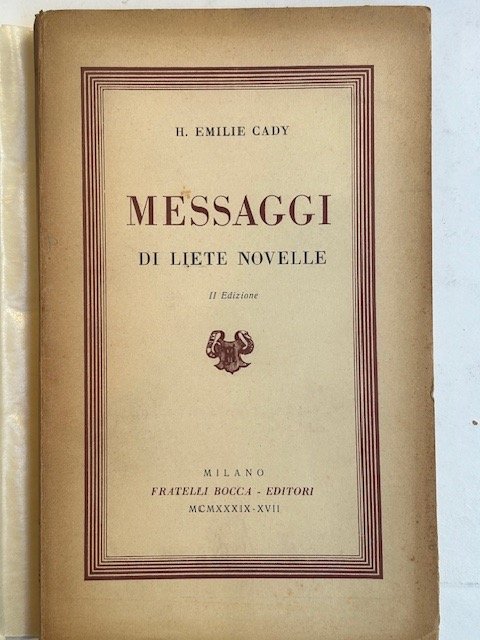 H. EMILIE CADY
MESSAGGI
DI LIETE NOVELLE
II Edizione
MILANO
FRATELLI BOCCA - EDITORI
MCMXXXIX-XVII